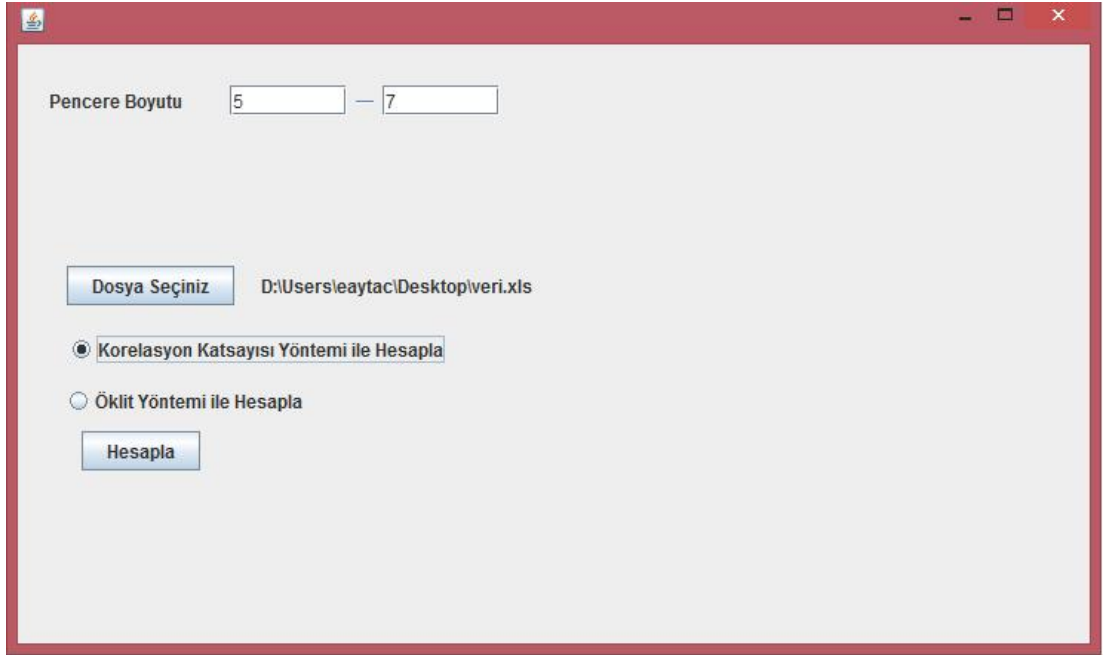 Pencere Boyutu 5 — 7
Dosya Seçiniz D:\Users\eaytac\Desktop\veri.xls
Korelasyon Katsayısı Yöntemi ile Hesapla
Öklit Yöntemi ile Hesapla
Hesapla